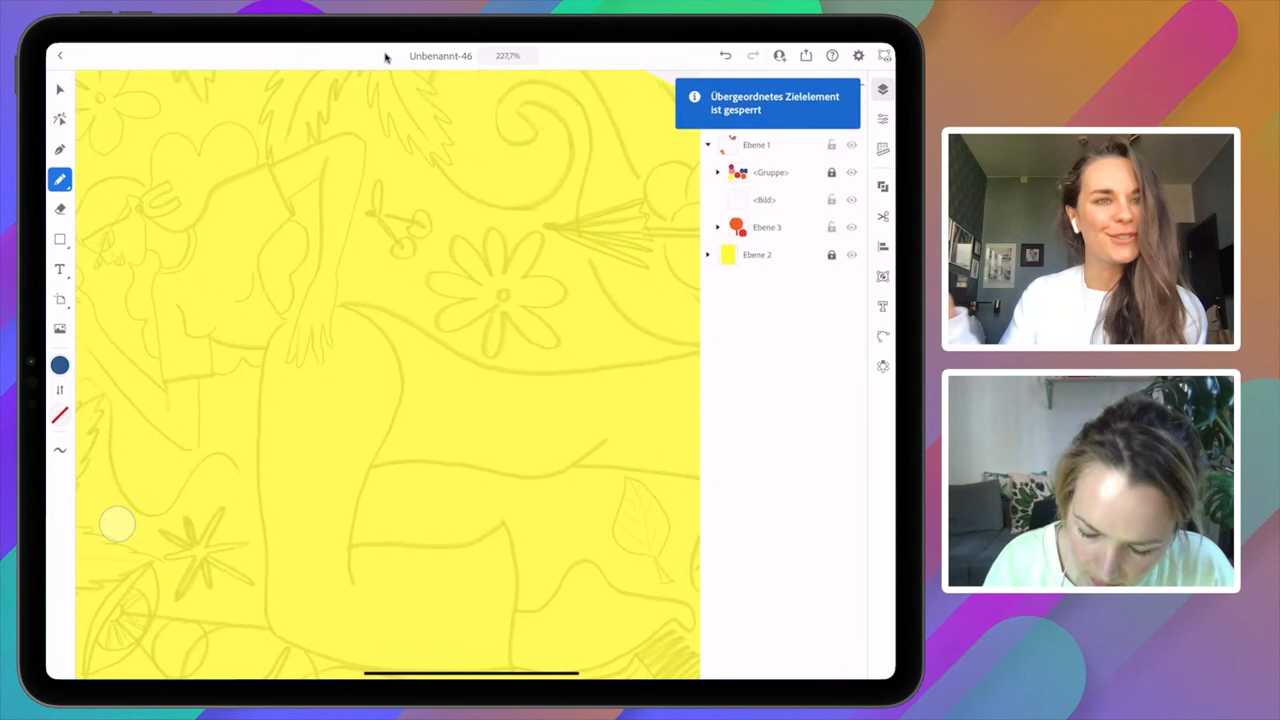 Unbenannt-46
227,7%
Übergeordnetes Zielelement
ist gesperrt
Ebene 1
<Gruppe>
<Bild>
Ebene 3
Ebene 2